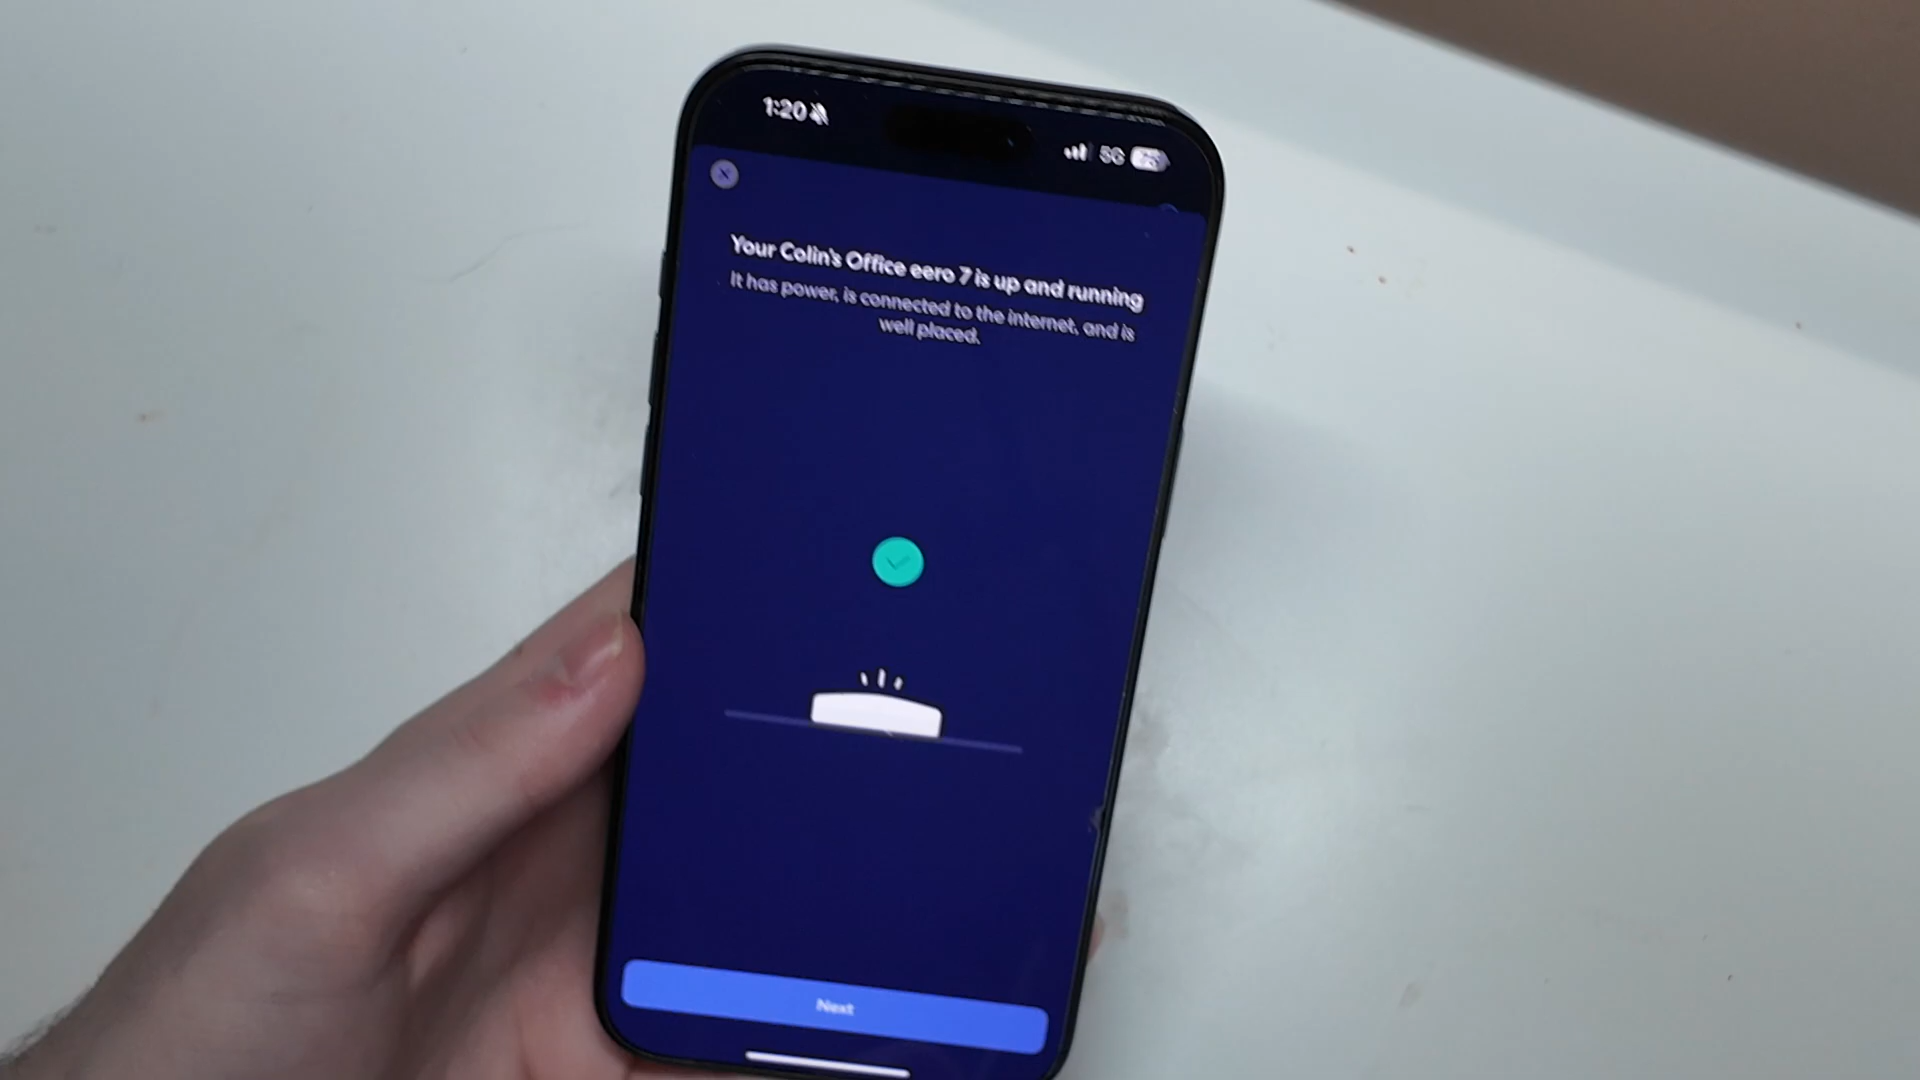 1:20
5G
Your Colin's Office eero 7 is up and running
It has power, is connected to the internet, and is
well placed.
Next